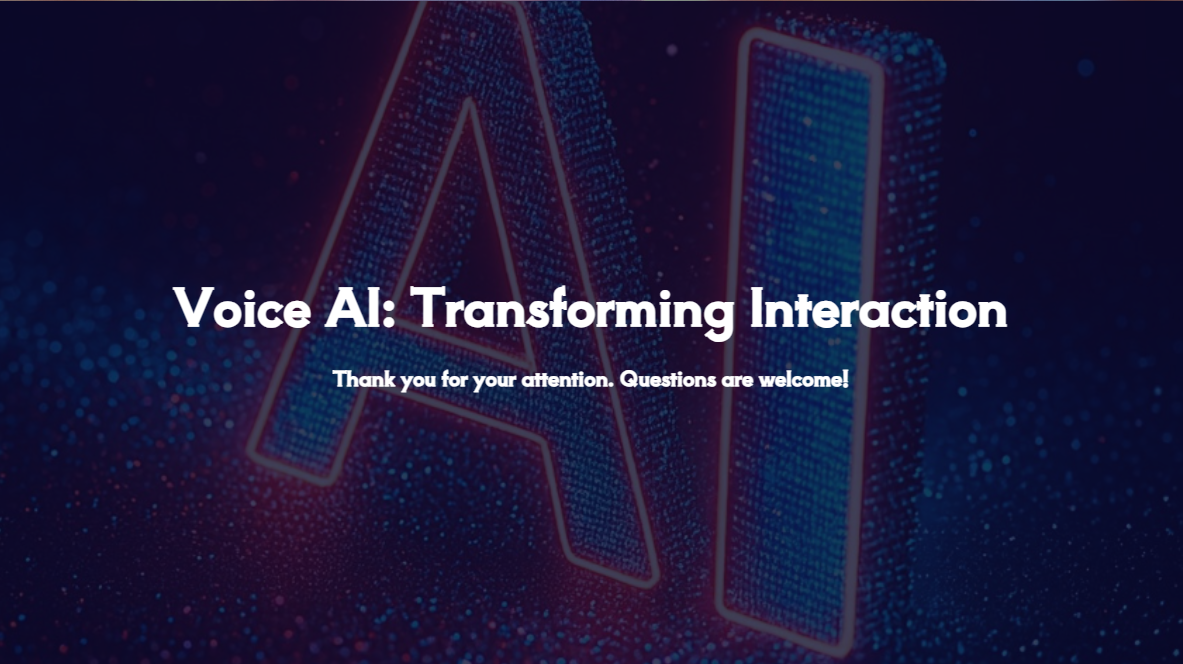 AI
Voice AI: Transforming Interaction
Thank you for your attention. Questions are welcome!